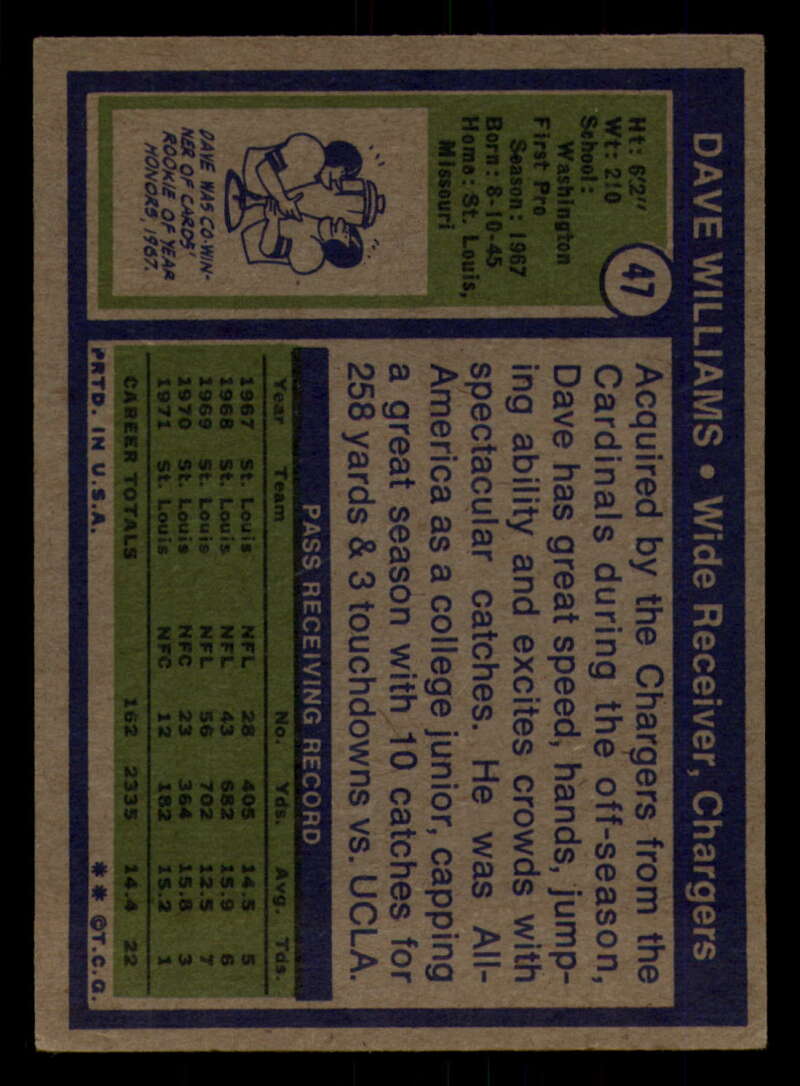 DAVE WILLIAMS • Wide Receiver, Chargers
47
Ht: 6'2"
Wt: 210
School:
Washington
First Pro
Season: 1967
Born: 8-10-45
Home: St. Louis,
Missouri
DAVE WAS CO-WIN-
NER OF CARDS'
ROOKIE OF YEAR
HONORS, 1967.
Acquired by the Chargers from the
Cardinals during the off-season,
Dave has great speed, hands, jump-
ing ability and excites crowds with
spectacular catches. He was All-
America as a college junior, capping
a great season with 10 catches for
258 yards & 3 touchdowns vs. UCLA.
PASS RECEIVING RECORD
Year Team No. Yds. Avg. Tds.
1967 St. Louis NFL 28 405 14.5 5
1968 St. Louis NFL 43 682 15.9 6
1969 St. Louis NFL 56 702 12.5 7
1970 St. Louis NFC 23 364 15.8 3
1971 St. Louis NFC 12 182 15.2 1
CAREER TOTALS 162 2335 14.4 22
PRTD. IN U.S.A. ** ©T.C.G.